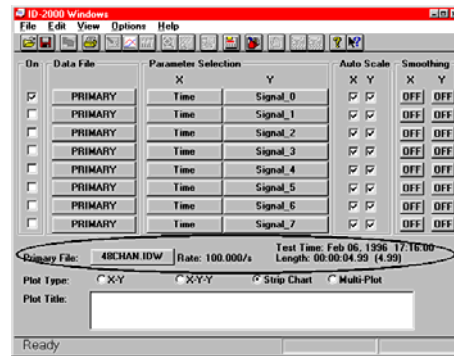 ID-2000 Windows
File Edit View Options Help
On Data File Parameter Selection Auto Scale Smoothing
X Y X Y X Y
PRIMARY Time Signal_0 OFF OFF
PRIMARY Time Signal_1 OFF OFF
PRIMARY Time Signal_2 OFF OFF
PRIMARY Time Signal_3 OFF OFF
PRIMARY Time Signal_4 OFF OFF
PRIMARY Time Signal_5 OFF OFF
PRIMARY Time Signal_6 OFF OFF
PRIMARY Time Signal_7 OFF OFF
Test Time: Feb 06, 1996 17:16:00
Primary File: 48CHAN.IDW Rate: 100.000/s Length: 00:00:04.99 (4.99)
Plot Type: X-Y X-Y-Y Strip Chart Multi-Plot
Plot Title:
Ready